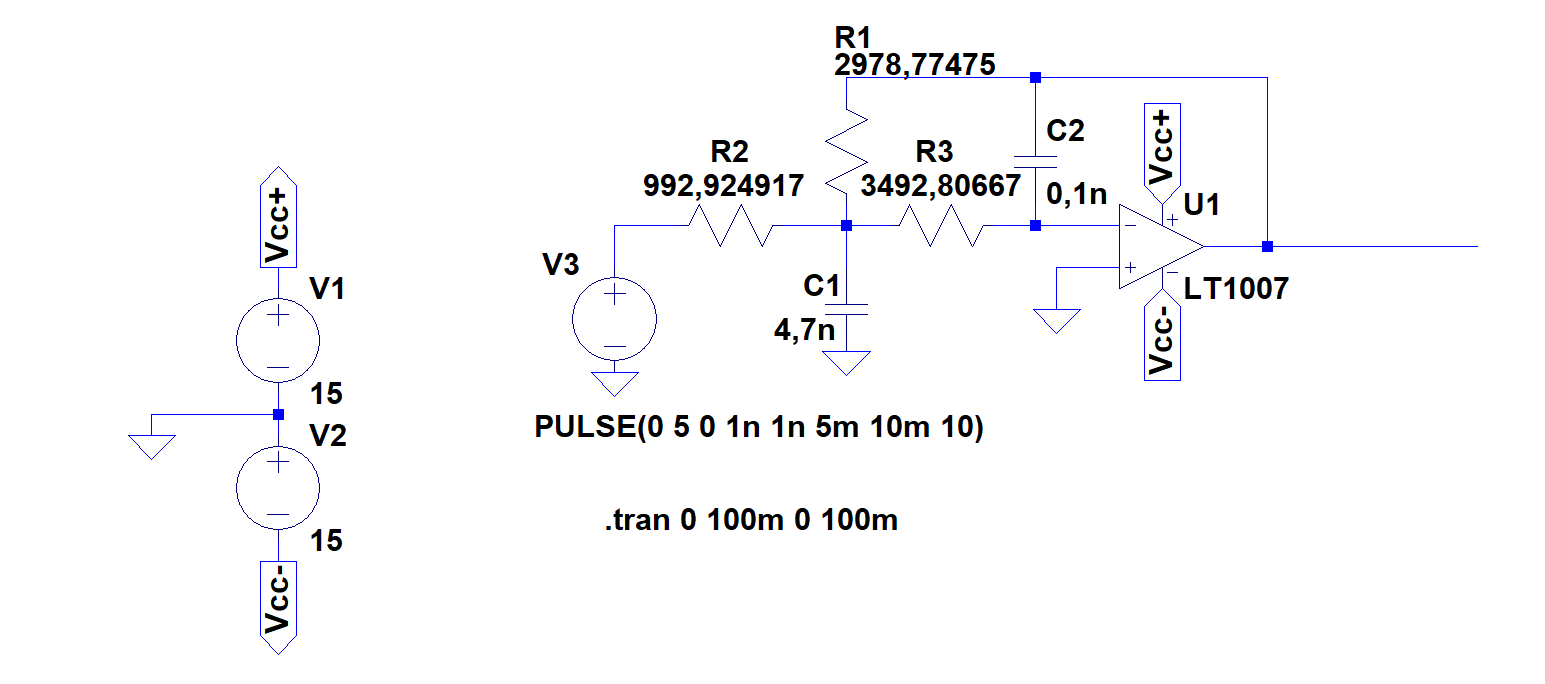 Vcc+
V1
15
V2
15
Vcc-
V3
PULSE(0 5 0 1n 1n 5m 10m 10)
.tran 0 100m 0 100m
R2
992,924917
R1
2978,77475
C1
4,7n
R3
3492,80667
C2
0,1n
Vcc+
U1
LT1007
Vcc-